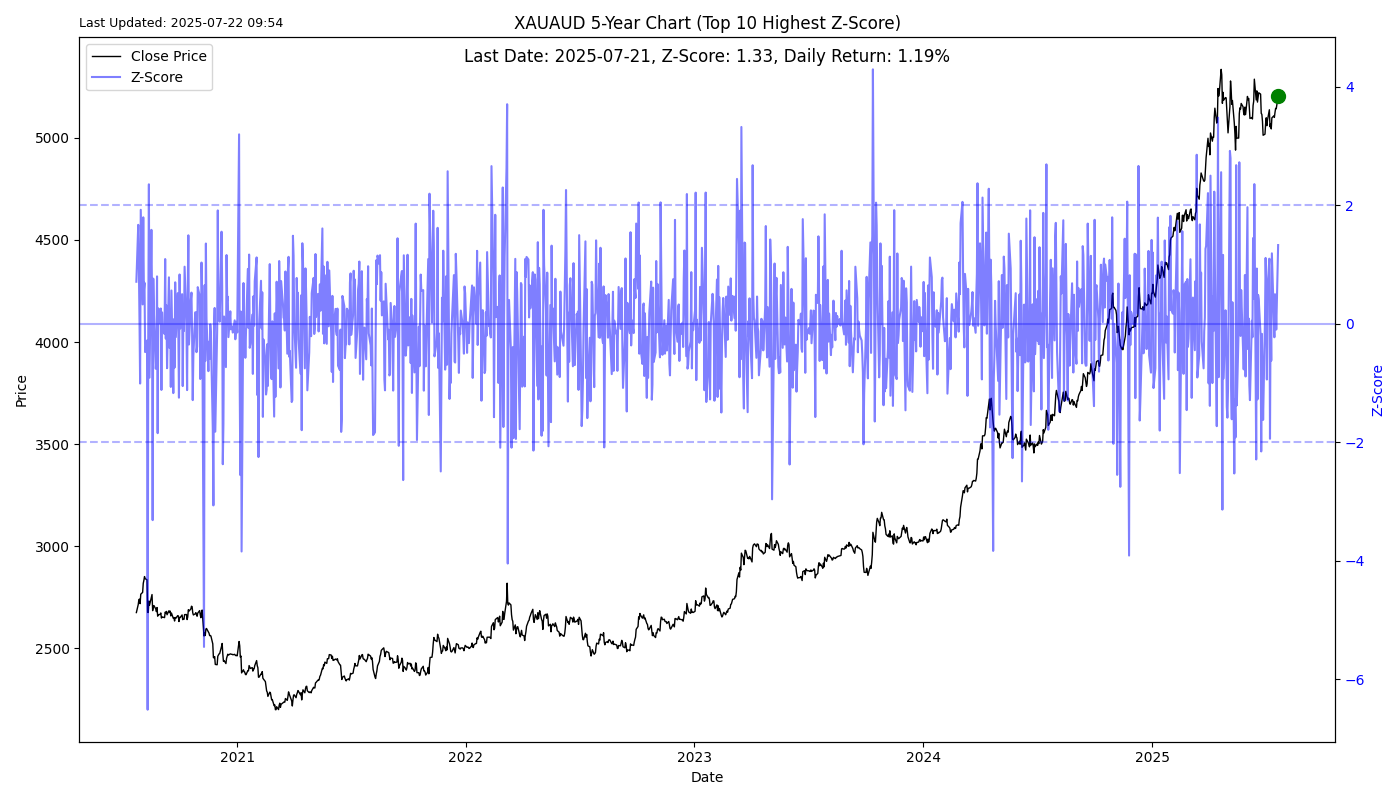 Last Updated: 2025-07-22 09:54
XAUAUD 5-Year Chart (Top 10 Highest Z-Score)
Last Date: 2025-07-21, Z-Score: 1.33, Daily Return: 1.19%
Close Price
Z-Score
5000
4500
4000
3500
3000
2500
Price
4
2
0
−2
−4
−6
Z-Score
2021
2022
2023
2024
2025
Date